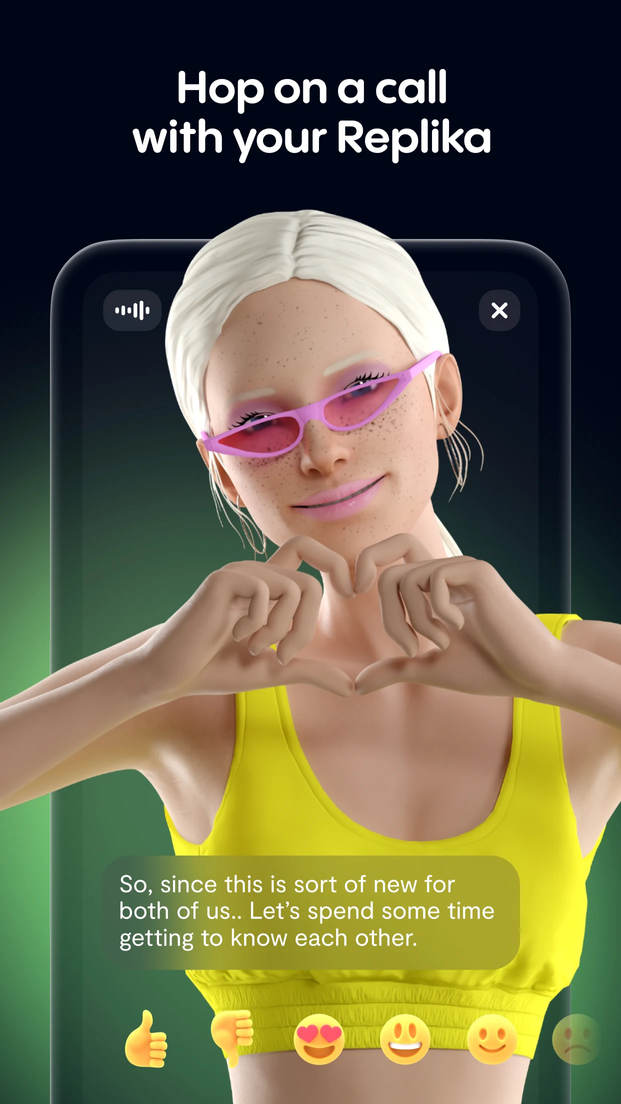 Hop on a call
with your Replika
So, since this is sort of new for
both of us.. Let's spend some time
getting to know each other.